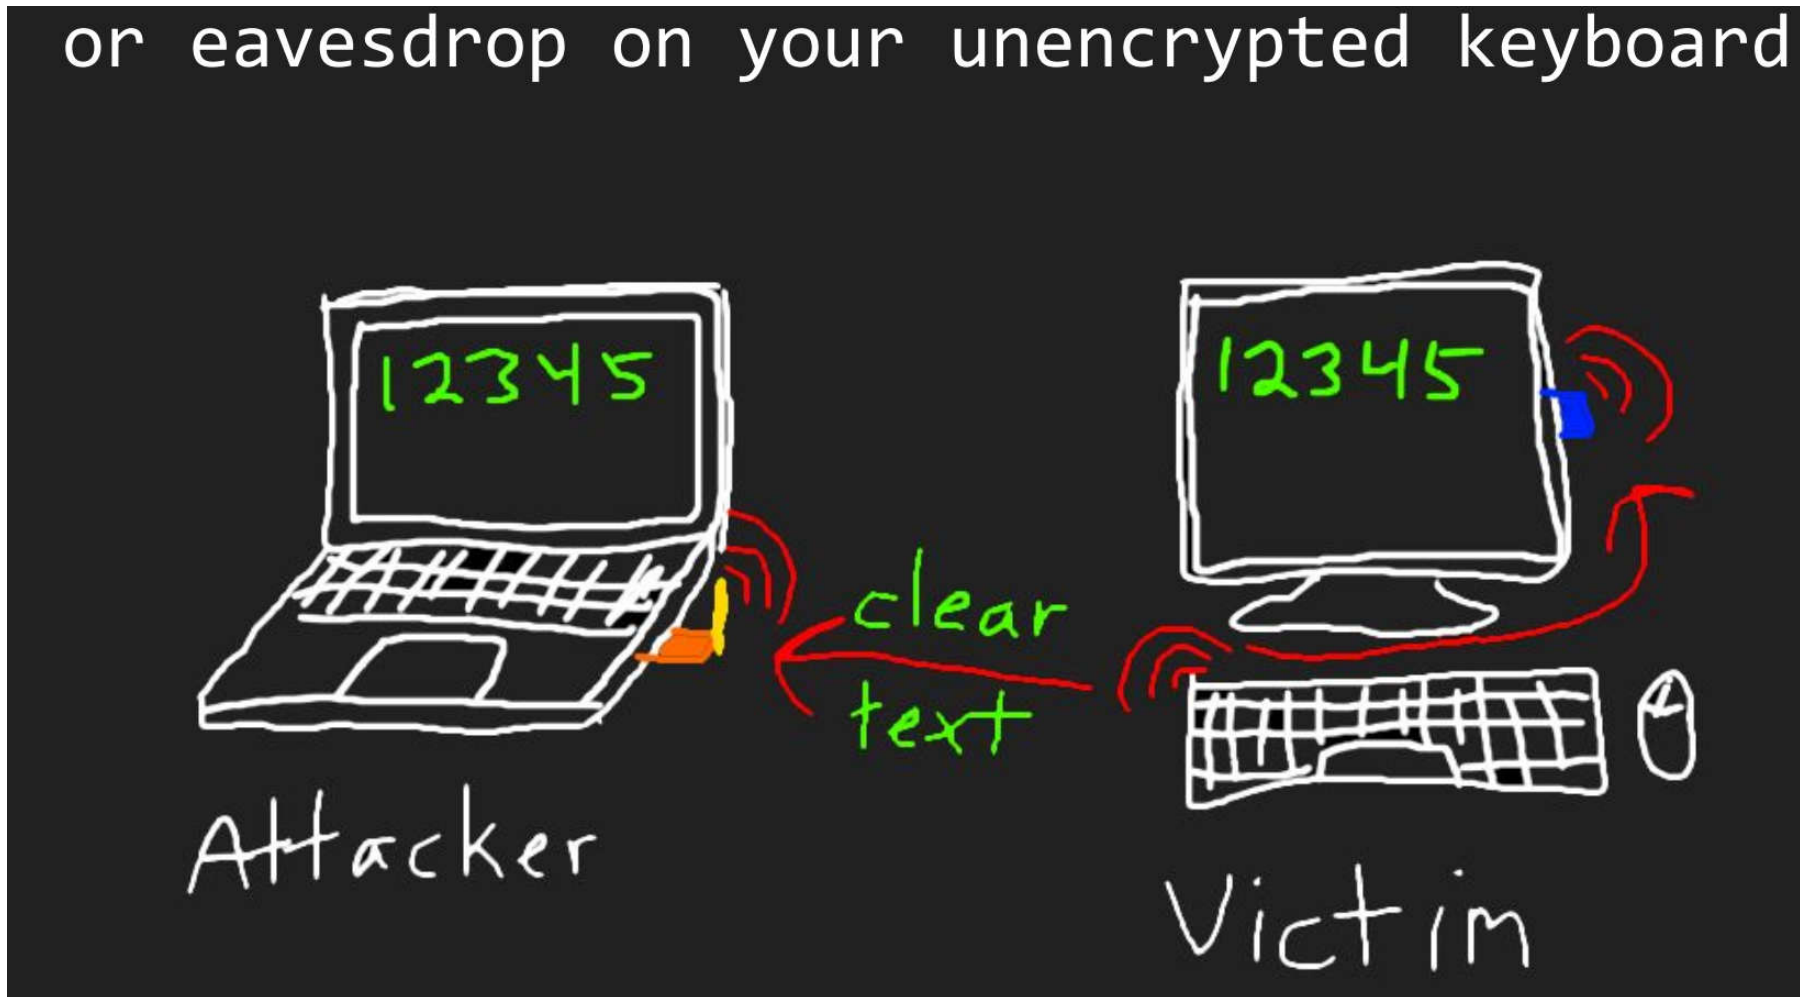 or eavesdrop on your unencrypted keyboard
12345
12345
clear
text
Attacker
Victim